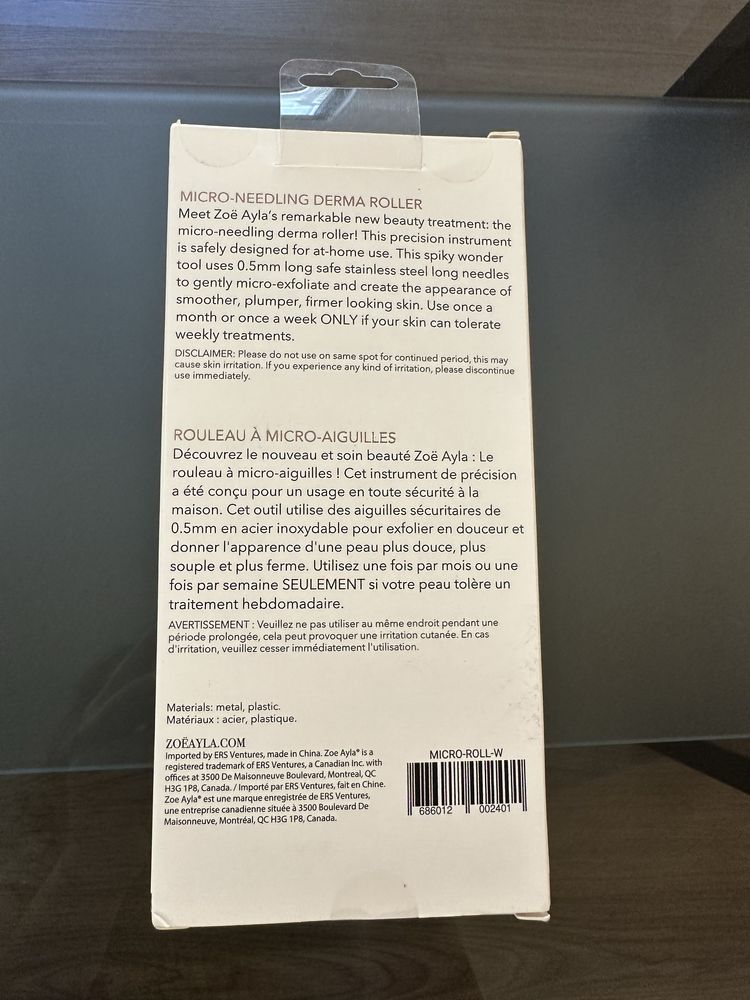 MICRO-NEEDLING DERMA ROLLER
Meet Zoë Ayla's remarkable new beauty treatment: the
micro-needling derma roller! This precision instrument
is safely designed for at-home use. This spiky wonder
tool uses 0.5mm long safe stainless steel long needles
to gently micro-exfoliate and create the appearance of
smoother, plumper, firmer looking skin. Use once a
month or once a week ONLY if your skin can tolerate
weekly treatments.
DISCLAIMER: Please do not use on same spot for continued period, this may
cause skin irritation. If you experience any kind of irritation, please discontinue
use immediately.
ROULEAU À MICRO-AIGUILLES
Découvrez le nouveau et soin beauté Zoë Ayla : Le
rouleau à micro-aiguilles ! Cet instrument de précision
a été conçu pour un usage en toute sécurité à la
maison. Cet outil utilise des aiguilles sécuritaires de
0.5mm en acier inoxydable pour exfolier en douceur et
donner l'apparence d'une peau plus douce, plus
souple et plus ferme. Utilisez une fois par mois ou une
fois par semaine SEULEMENT si votre peau tolère un
traitement hebdomadaire.
AVERTISSEMENT : Veuillez ne pas utiliser au même endroit pendant une
période prolongée, cela peut provoquer une irritation cutanée. En cas
d'irritation, veuillez cesser immédiatement l'utilisation.
Materials: metal, plastic.
Matériaux : acier, plastique.
ZOËAYLA.COM
Imported by ERS Ventures, made in China. Zoe Ayla® is a
registered trademark of ERS Ventures, a Canadian Inc. with
offices at 3500 De Maisonneuve Boulevard, Montreal, QC
H3G 1P8, Canada. / Importé par ERS Ventures, fait en Chine.
Zoe Ayla® est une marque enregistrée de ERS Ventures,
une entreprise canadienne située à 3500 Boulevard De
Maisonneuve, Montréal, QC H3G 1P8, Canada.
MICRO-ROLL-W
686012 002401